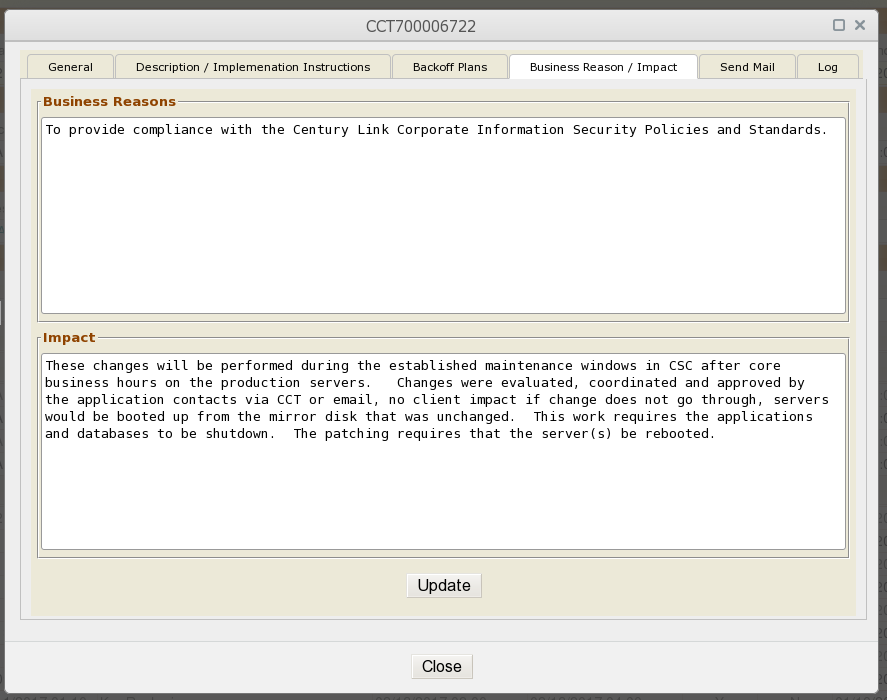 CCT700006722
General
Description / Implemenation Instructions
Backoff Plans
Business Reason / Impact
Send Mail
Log
Business Reasons
To provide compliance with the Century Link Corporate Information Security Policies and Standards.
Impact
These changes will be performed during the established maintenance windows in CSC after core
business hours on the production servers.   Changes were evaluated, coordinated and approved by
the application contacts via CCT or email, no client impact if change does not go through, servers
would be booted up from the mirror disk that was unchanged.  This work requires the applications
and databases to be shutdown.  The patching requires that the server(s) be rebooted.
Update
Close